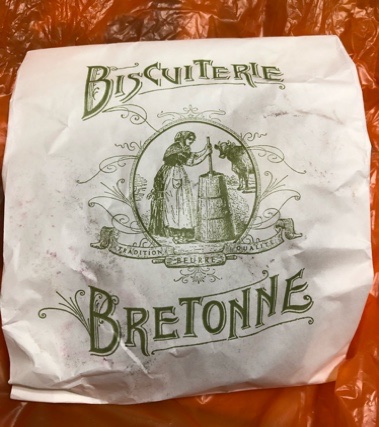 BISCUITERIE
TRADITION
BEURRE
QUALITÉ
BRETONNE